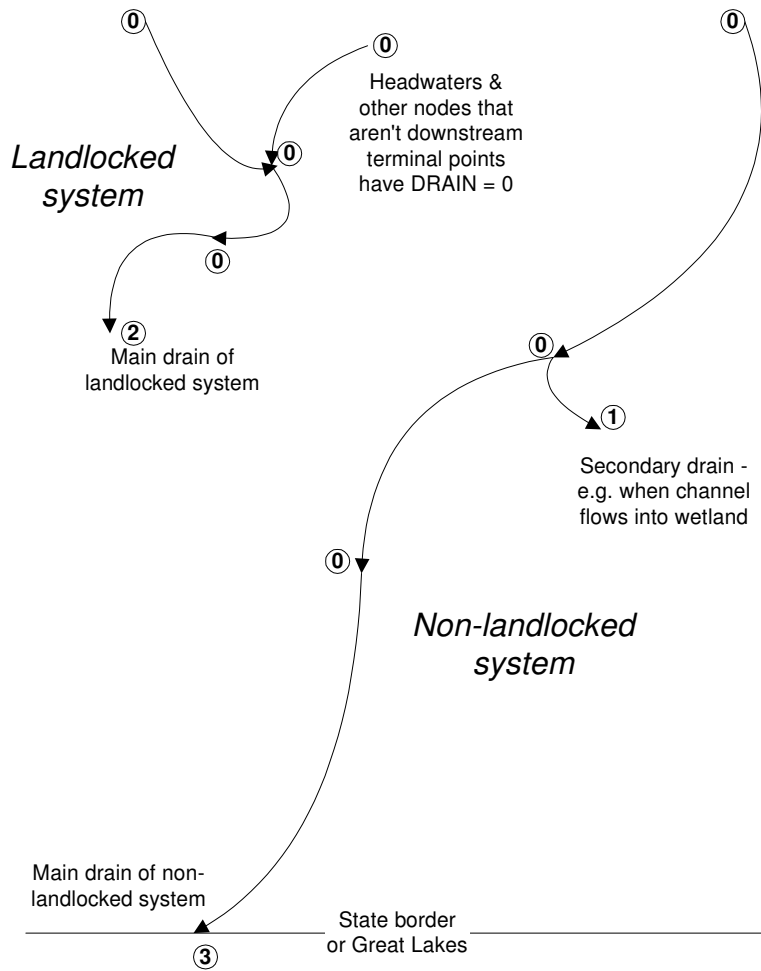 0
0
0
Headwaters &
other nodes that
aren't downstream
terminal points
have DRAIN = 0
0
Landlocked
system
0
2
Main drain of
landlocked system
0
1
Secondary drain -
e.g. when channel
flows into wetland
0
Non-landlocked
system
Main drain of non-
landlocked system
State border
or Great Lakes
3